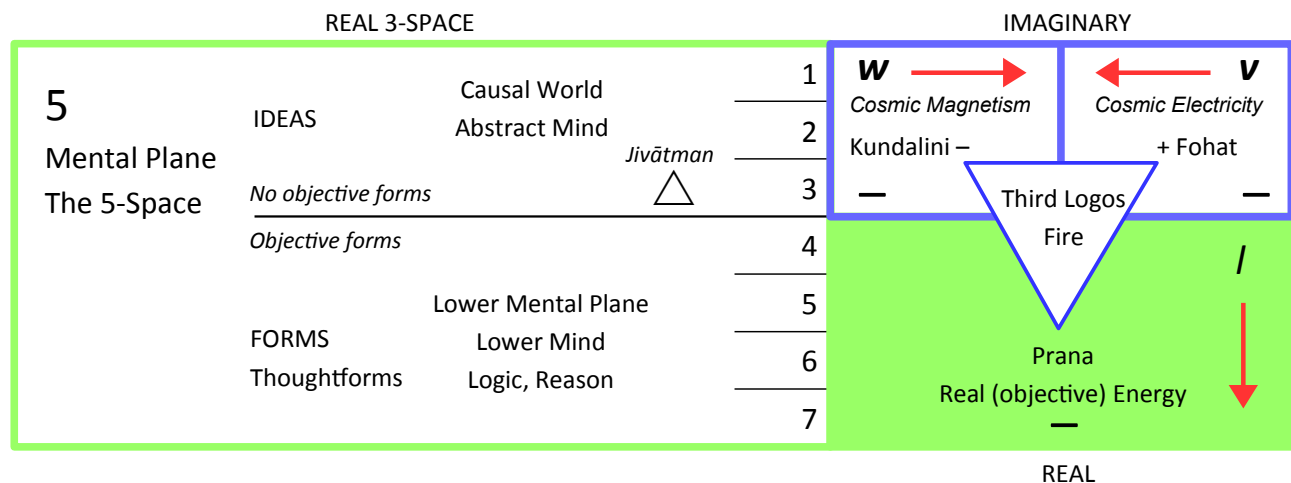 REAL 3-SPACE
IMAGINARY
5
Mental Plane
The 5-Space
IDEAS
Causal World
Abstract Mind
Jivātman
No objective forms
Objective forms
FORMS
Thoughtforms
Lower Mental Plane
Lower Mind
Logic, Reason
1
2
3
4
5
6
7
w
v
Cosmic Magnetism
Cosmic Electricity
Kundalini –
+ Fohat
–
–
Third Logos
Fire
l
Prana
Real (objective) Energy
–
REAL